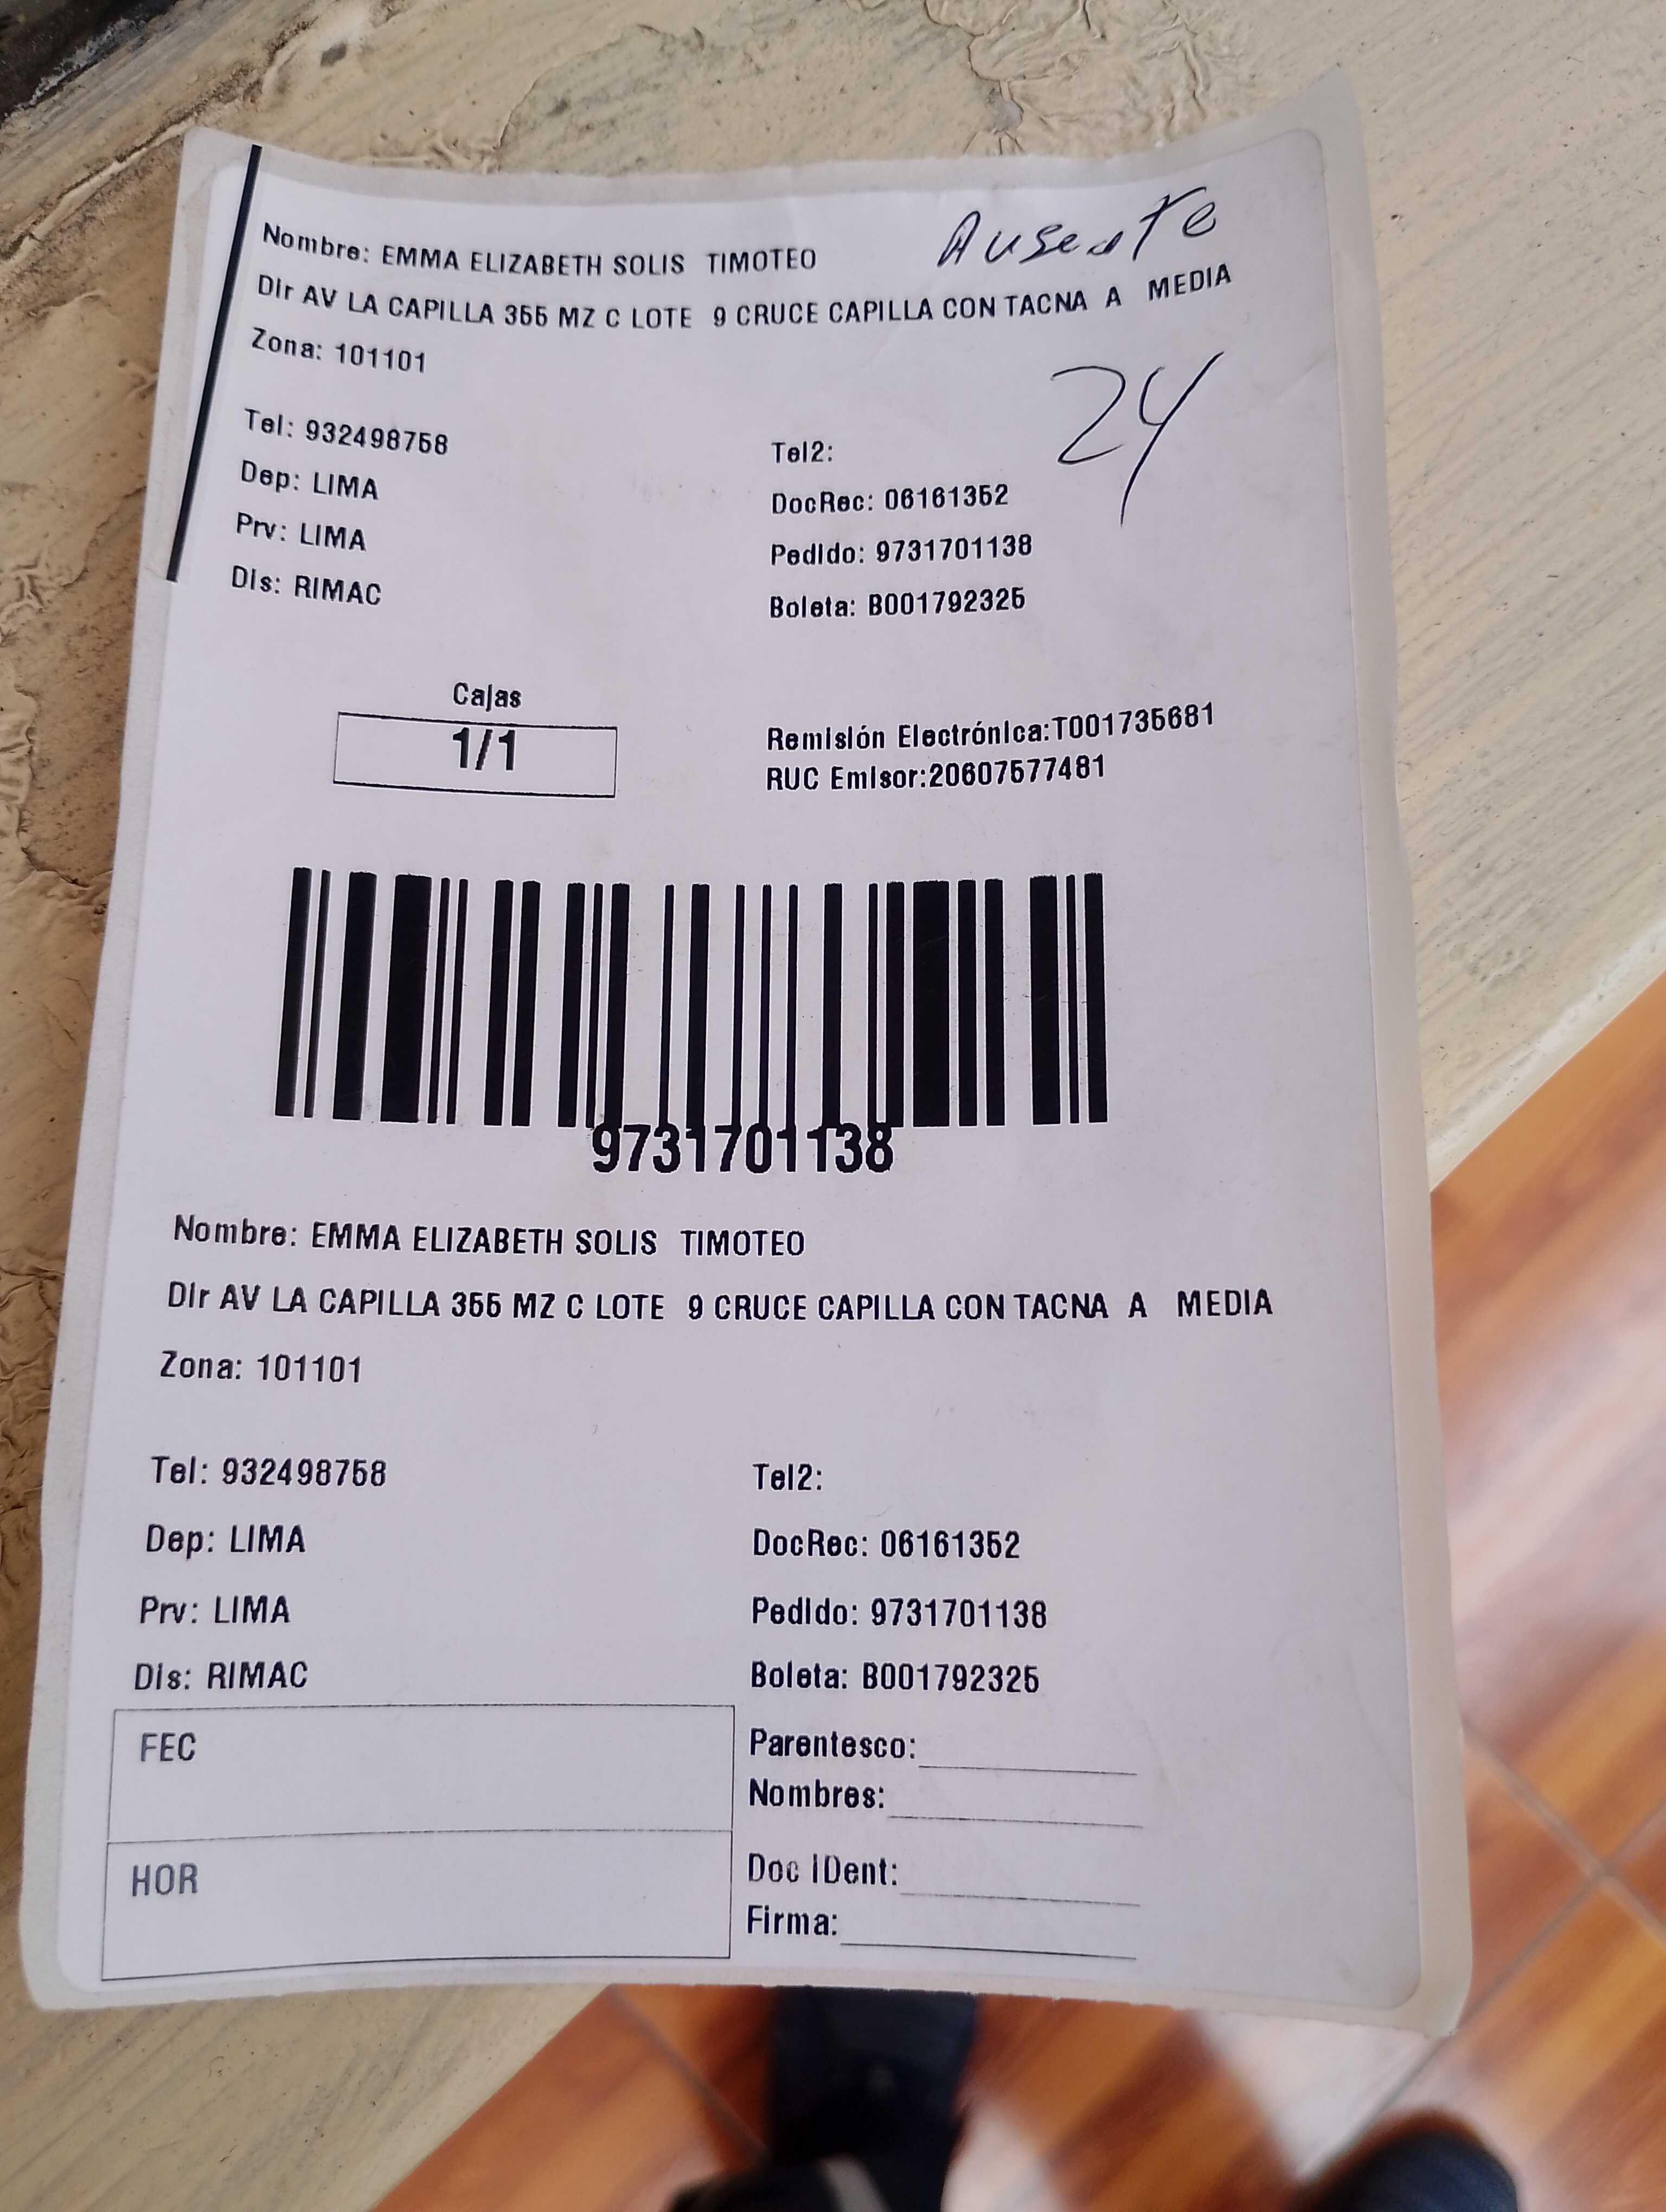 Ausente
Nombre: EMMA ELIZABETH SOLIS TIMOTEO
Dir AV LA CAPILLA 355 MZ C LOTE 9 CRUCE CAPILLA CON TACNA A MEDIA
Zona: 101101
24
Tel: 932498758
Tel2:
Dep: LIMA
DocRec: 06161352
Prv: LIMA
Pedido: 9731701138
Dis: RIMAC
Boleta: B001792325
Cajas
1/1
Remisión Electrónica:T001735681
RUC Emisor:20607577481
9731701138
Nombre: EMMA ELIZABETH SOLIS TIMOTEO
Dir AV LA CAPILLA 355 MZ C LOTE 9 CRUCE CAPILLA CON TACNA A MEDIA
Zona: 101101
Tel: 932498758
Tel2:
Dep: LIMA
DocRec: 06161352
Prv: LIMA
Pedido: 9731701138
Dis: RIMAC
Boleta: B001792325
FEC
Parentesco:
Nombres:
HOR
Doc IDent:
Firma: